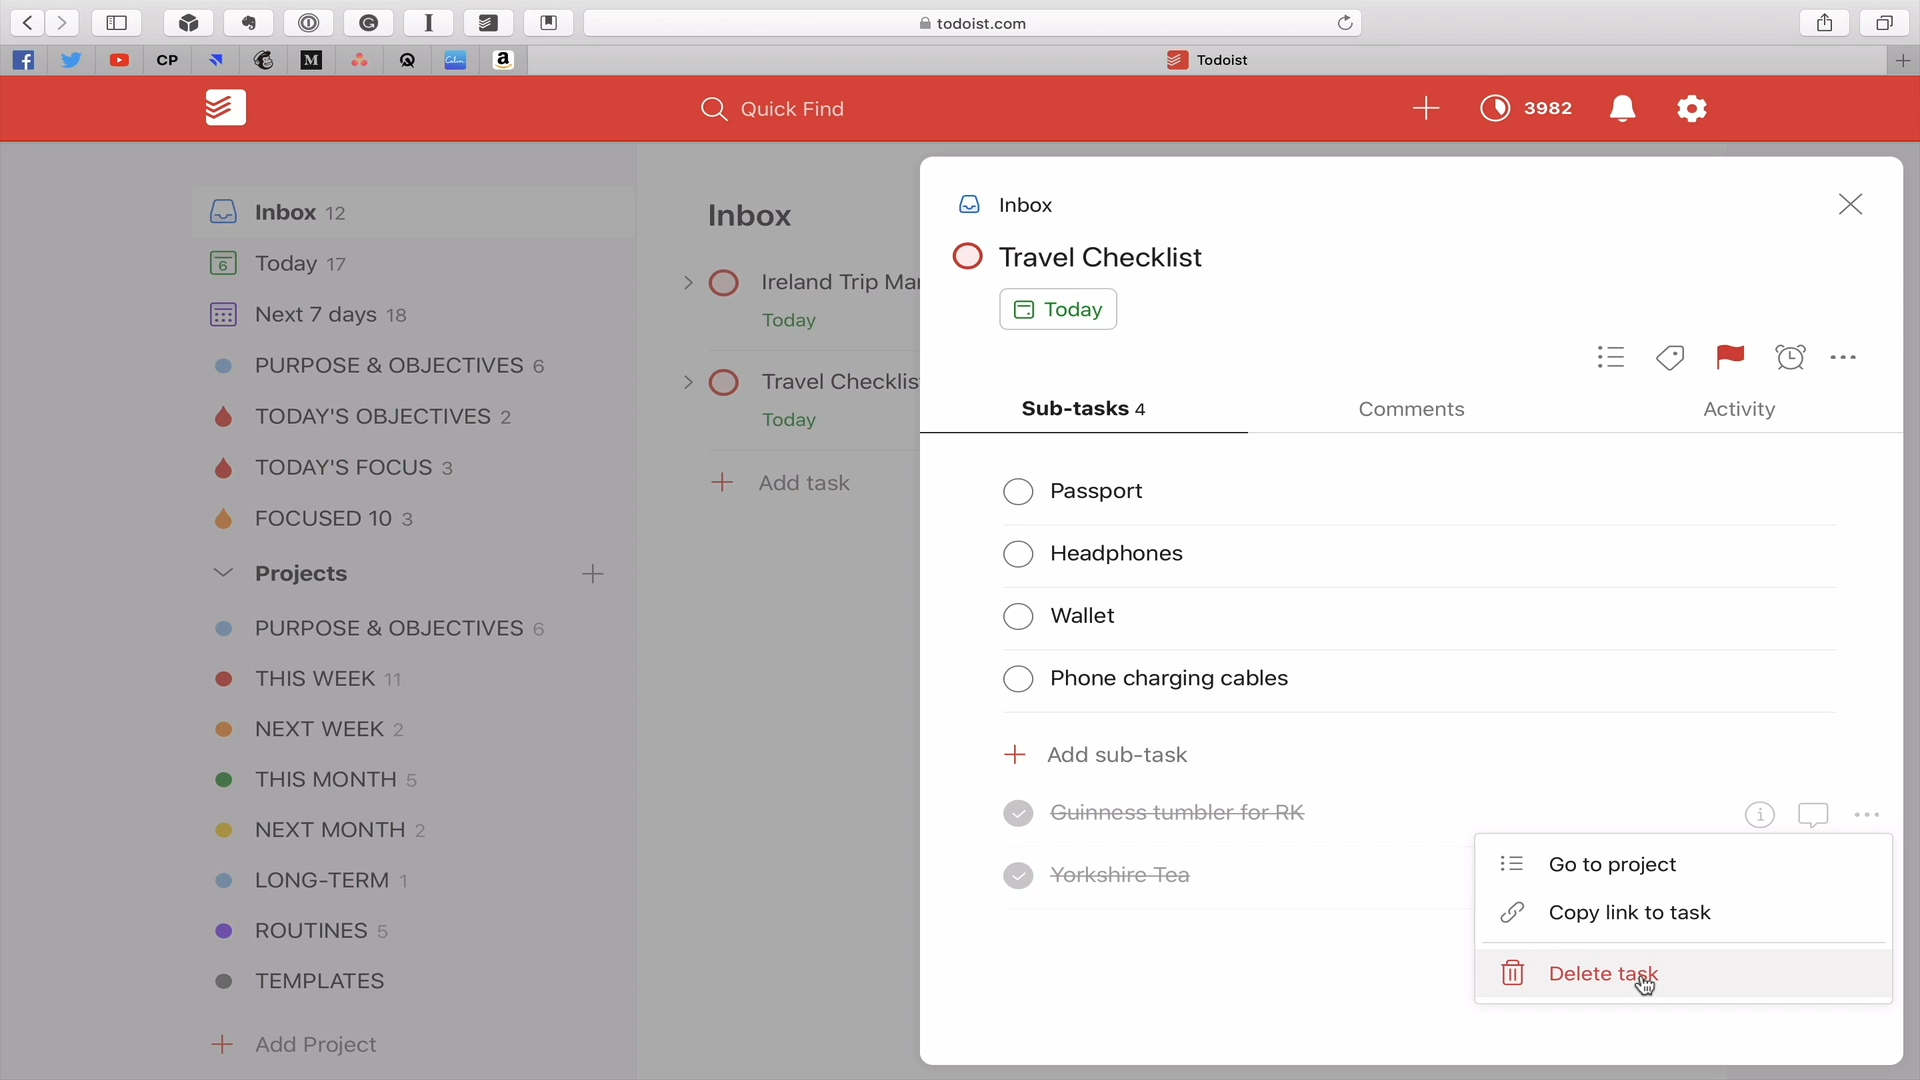 todoist.com
CP
M
Calm
a
Todoist
Quick Find
3982
Inbox 12
6 Today 17
Next 7 days 18
PURPOSE & OBJECTIVES 6
TODAY'S OBJECTIVES 2
TODAY'S FOCUS 3
FOCUSED 10 3
Projects
PURPOSE & OBJECTIVES 6
THIS WEEK 11
NEXT WEEK 2
THIS MONTH 5
NEXT MONTH 2
LONG-TERM 1
ROUTINES 5
TEMPLATES
Add Project
Inbox
Ireland Trip Mar
Today
Travel Checklis
Today
Add task
Inbox
Travel Checklist
Today
Sub-tasks 4
Comments
Activity
Passport
Headphones
Wallet
Phone charging cables
Add sub-task
Guinness tumbler for RK
Yorkshire Tea
Go to project
Copy link to task
Delete task